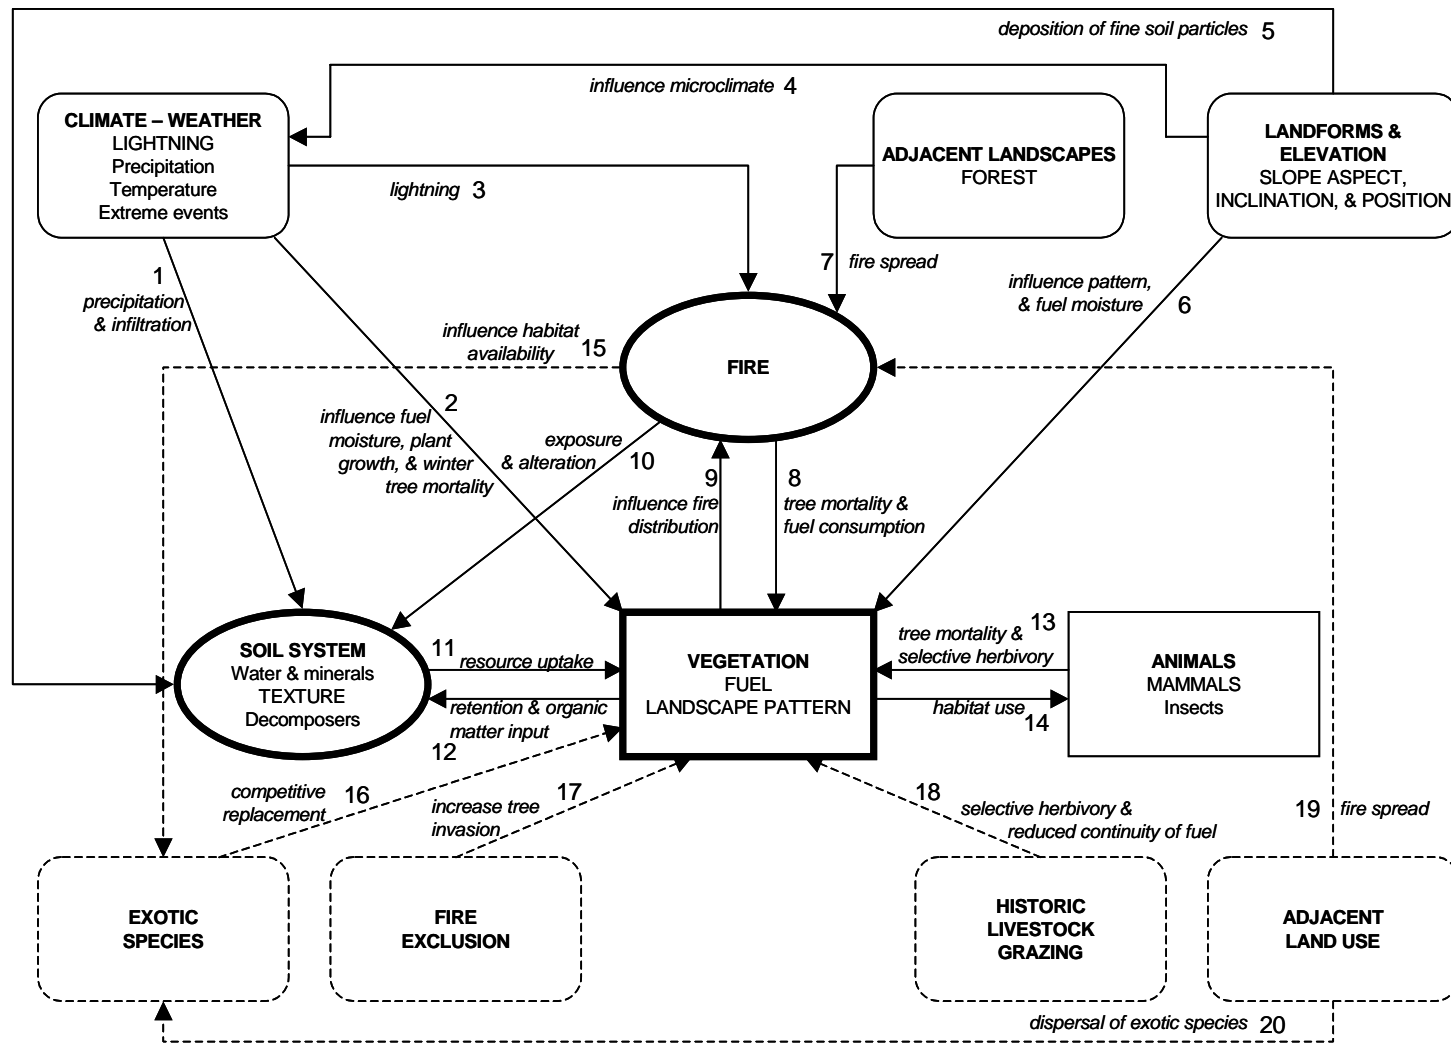 deposition of fine soil particles 5
influence microclimate 4
CLIMATE – WEATHER
LIGHTNING
Precipitation
Temperature
Extreme events
ADJACENT LANDSCAPES
FOREST
LANDFORMS &
ELEVATION
SLOPE ASPECT,
INCLINATION, & POSITION
lightning 3
1
precipitation
& infiltration
7 fire spread
influence pattern,
& fuel moisture 6
influence habitat
availability 15
FIRE
2
influence fuel
moisture, plant
growth, & winter
tree mortality
exposure
& alteration 10
9
influence fire
distribution
8
tree mortality &
fuel consumption
SOIL SYSTEM
Water & minerals
TEXTURE
Decomposers
11 resource uptake
retention & organic
matter input
12
VEGETATION
FUEL
LANDSCAPE PATTERN
13
tree mortality &
selective herbivory
habitat use 14
ANIMALS
MAMMALS
Insects
competitive
replacement 16
increase tree
invasion 17
18 selective herbivory &
reduced continuity of fuel
19 fire spread
EXOTIC
SPECIES
FIRE
EXCLUSION
HISTORIC
LIVESTOCK
GRAZING
ADJACENT
LAND USE
dispersal of exotic species 20